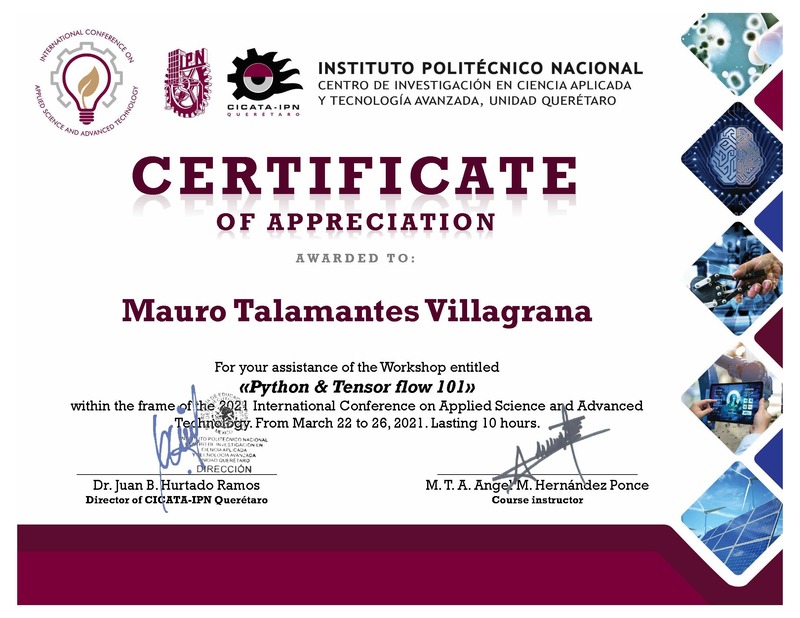 INTERNATIONAL CONFERENCE ON
APPLIED SCIENCE AND ADVANCED TECHNOLOGY
IPN
CICATA-IPN
QUERÉTARO
INSTITUTO POLITÉCNICO NACIONAL
CENTRO DE INVESTIGACIÓN EN CIENCIA APLICADA
Y TECNOLOGÍA AVANZADA, UNIDAD QUERÉTARO
CERTIFICATE
OF APPRECIATION
AWARDED TO:
Mauro Talamantes Villagrana
For your assistance of the Workshop entitled
«Python & Tensor flow 101»
within the frame of the 2021 International Conference on Applied Science and Advanced
Technology. From March 22 to 26, 2021. Lasting 10 hours.
INSTITUTO POLITÉCNICO NACIONAL
CENTRO DE INVESTIGACIÓN EN
CIENCIA APLICADA
Y TECNOLOGÍA AVANZADA
UNIDAD QUERÉTARO
DIRECCIÓN
Dr. Juan B. Hurtado Ramos
Director of CICATA-IPN Querétaro
M. T. A. Angel M. Hernández Ponce
Course instructor